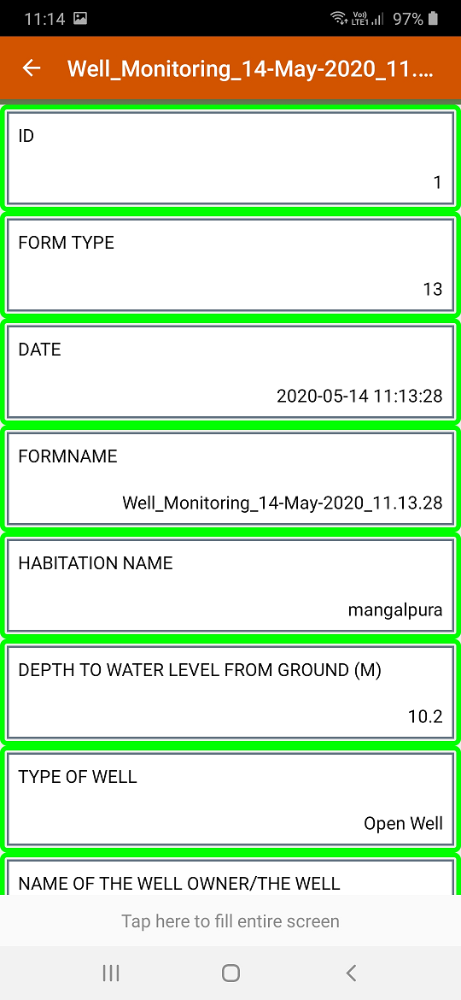 11:14 Vo) LTE1 97%
Well_Monitoring_14-May-2020_11....
ID
1
FORM TYPE
13
DATE
2020-05-14 11:13:28
FORMNAME
Well_Monitoring_14-May-2020_11.13.28
HABITATION NAME
mangalpura
DEPTH TO WATER LEVEL FROM GROUND (M)
10.2
TYPE OF WELL
Open Well
NAME OF THE WELL OWNER/THE WELL
Tap here to fill entire screen